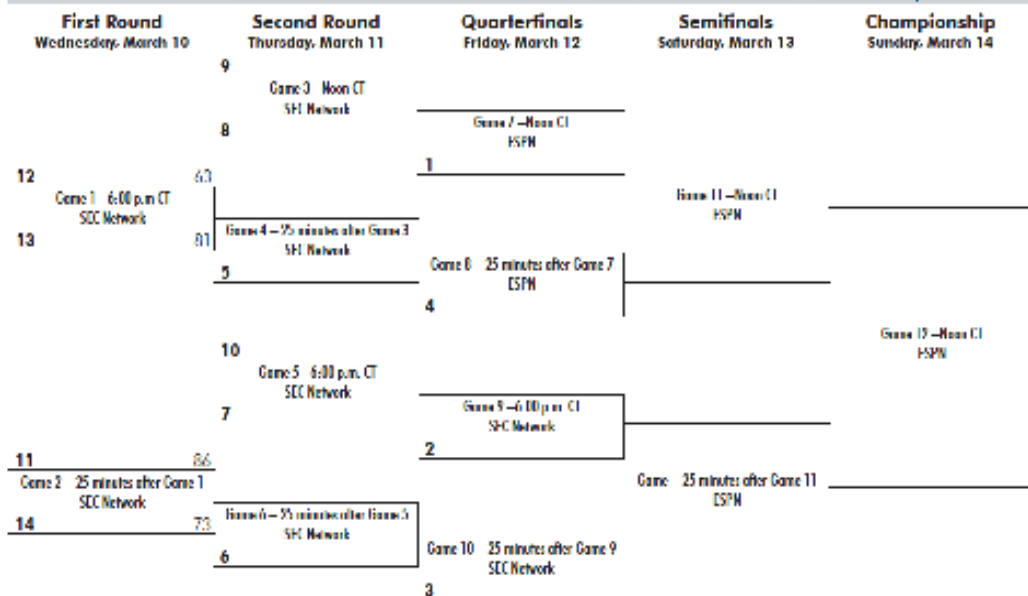 First Round
Wednesday, March 10
Second Round
Thursday, March 11
Quarterfinals
Friday, March 12
Semifinals
Saturday, March 13
Championship
Sunday, March 14
9
Game 3 Noon CT
SEC Network
8
Game 7 –Noon CT
ESPN
1
12 63
Game 1 6:00 p.m CT
SEC Network
13 81
Game 4 – 25 minutes after Game 3
SEC Network
5
Game 11 –Noon CT
ESPN
Game 8 25 minutes after Game 7
ESPN
4
10
Game 5 6:00 p.m. CT
SEC Network
7
Game 12 –Noon CT
ESPN
Game 9 –6:00 p.m. CT
SEC Network
2
11 86
Game 2 25 minutes after Game 1
SEC Network
14 73
Game 6 – 25 minutes after Game 5
SEC Network
6
Game 25 minutes after Game 11
ESPN
Game 10 25 minutes after Game 9
SEC Network
3